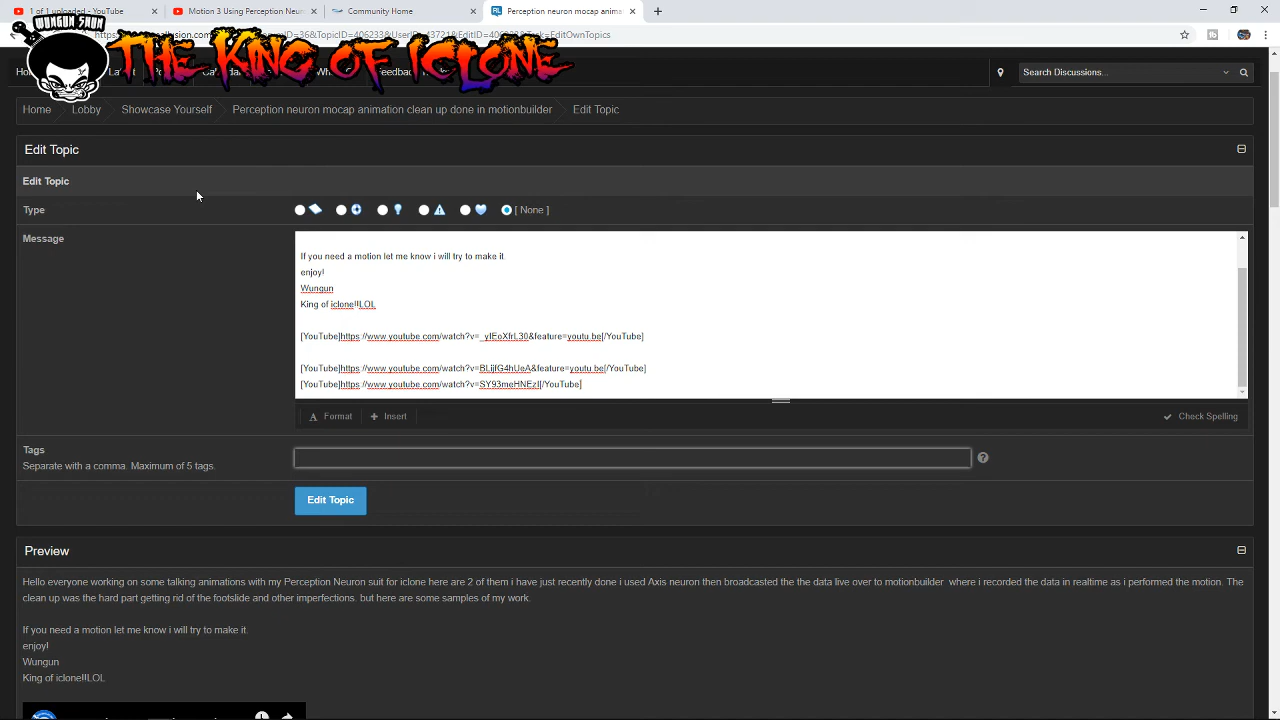 1 of 1 uploaded - YouTube
Motion 3 Using Perception Neuro
Community Home
Perception neuron mocap anima
WUNGUN SHUN
THE KING OF ICLONE
Search Discussions...
Home Lobby Showcase Yourself Perception neuron mocap animation clean up done in motionbuilder Edit Topic
Edit Topic
Edit Topic
Type
[ None ]
Message
If you need a motion let me know i will try to make it.
enjoy!
Wungun
King of iclone!!LOL
[YouTube]https://www.youtube.com/watch?v=_yIEoXfrL30&feature=youtu.be[/YouTube]
[YouTube]https://www.youtube.com/watch?v=BLijfG4hUeA&feature=youtu.be[/YouTube]
[YouTube]https://www.youtube.com/watch?v=SY93meHNEzI[/YouTube]
Format Insert
Check Spelling
Tags
Separate with a comma. Maximum of 5 tags.
Edit Topic
Preview
Hello everyone working on some talking animations with my Perception Neuron suit for iclone here are 2 of them i have just recently done i used Axis neuron then broadcasted the the data live over to motionbuilder where i recorded the data in realtime as i performed the motion. The
clean up was the hard part getting rid of the footslide and other imperfections. but here are some samples of my work.
If you need a motion let me know i will try to make it.
enjoy!
Wungun
King of iclone!!LOL